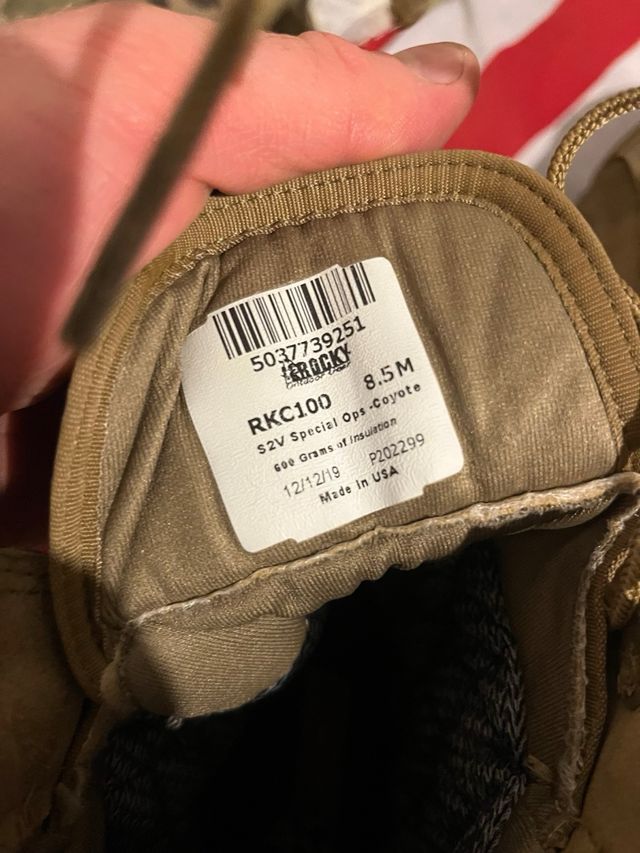 5037739251
ROCKY
RKC100 8.5M
S2V Special Ops -Coyote
600 Grams of Insulation
12/12/19 P202299
Made in USA